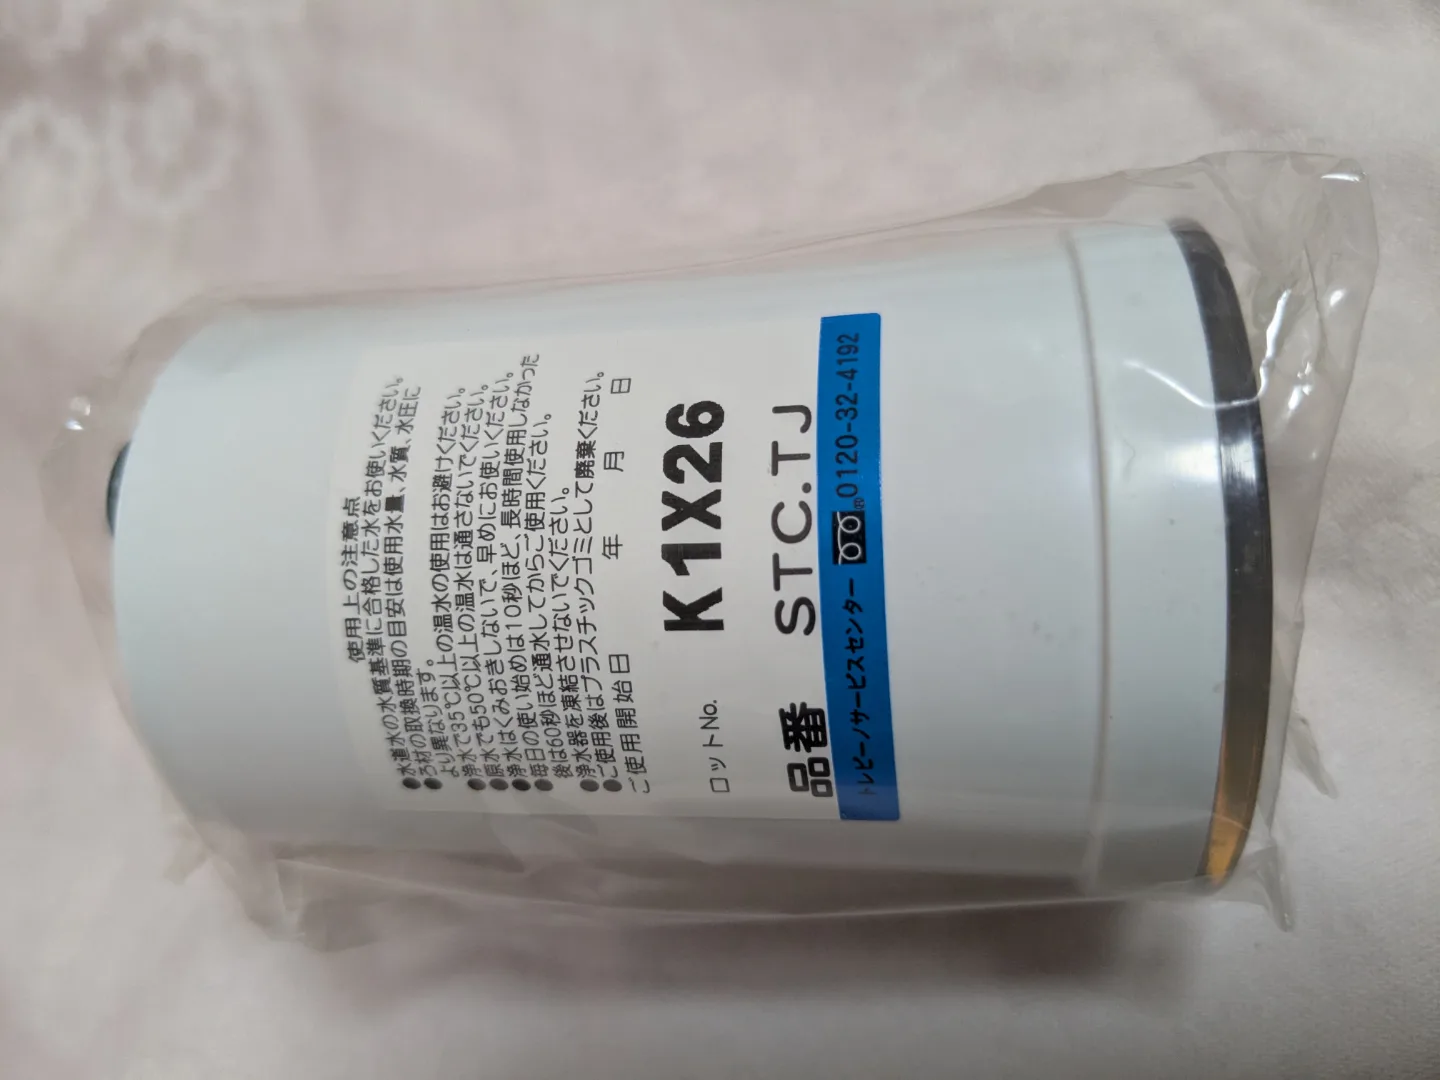 使用上の注意点
●水道水の水質基準に合格した水をお使いください。
●ろ材の取換時期の目安は使用水量、水質、水圧に
より異なります。
●浄水で35℃以上の温水の使用はお避けください。
●原水でも50℃以上の温水は通さないでください。
●浄水はくみおきしないで、早めにお使いください。
●毎日の使い始めは10秒ほど、長時間使用しなかった
後は60秒ほど通水してからご使用ください。
●浄水器を凍結させないでください。
●ご使用後はプラスチックゴミとして廃棄ください。
ご使用開始日 年 月 日
ロットNo. K1X26
品番 STC.TJ
トレビーノサービスセンター 0120-32-4192